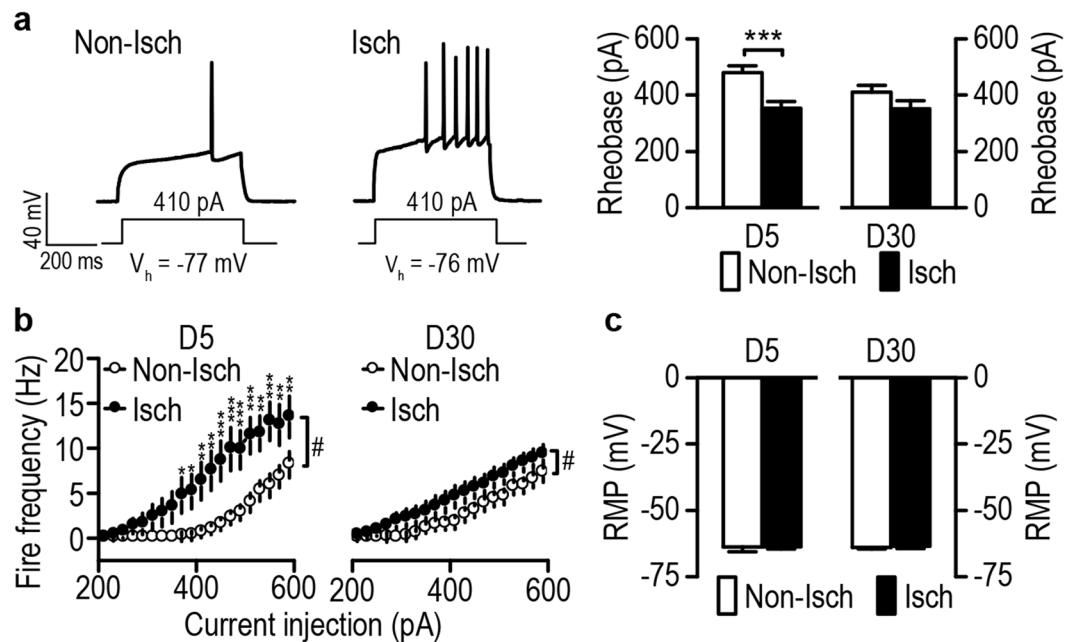 a
Non-Isch
Isch
40 mV
200 ms
410 pA
Vh = -77 mV
410 pA
Vh = -76 mV
Rheobase (pA)
600
400
200
0
***
D5
D30
600
400
200
0
Rheobase (pA)
Non-Isch
Isch
b
D5
D30
Fire frequency (Hz)
20
15
10
5
0
Non-Isch
Isch
#
Non-Isch
Isch
#
200
400
600
200
400
600
Current injection (pA)
c
D5
D30
RMP (mV)
0
-25
-50
-75
0
-25
-50
-75
RMP (mV)
Non-Isch
Isch